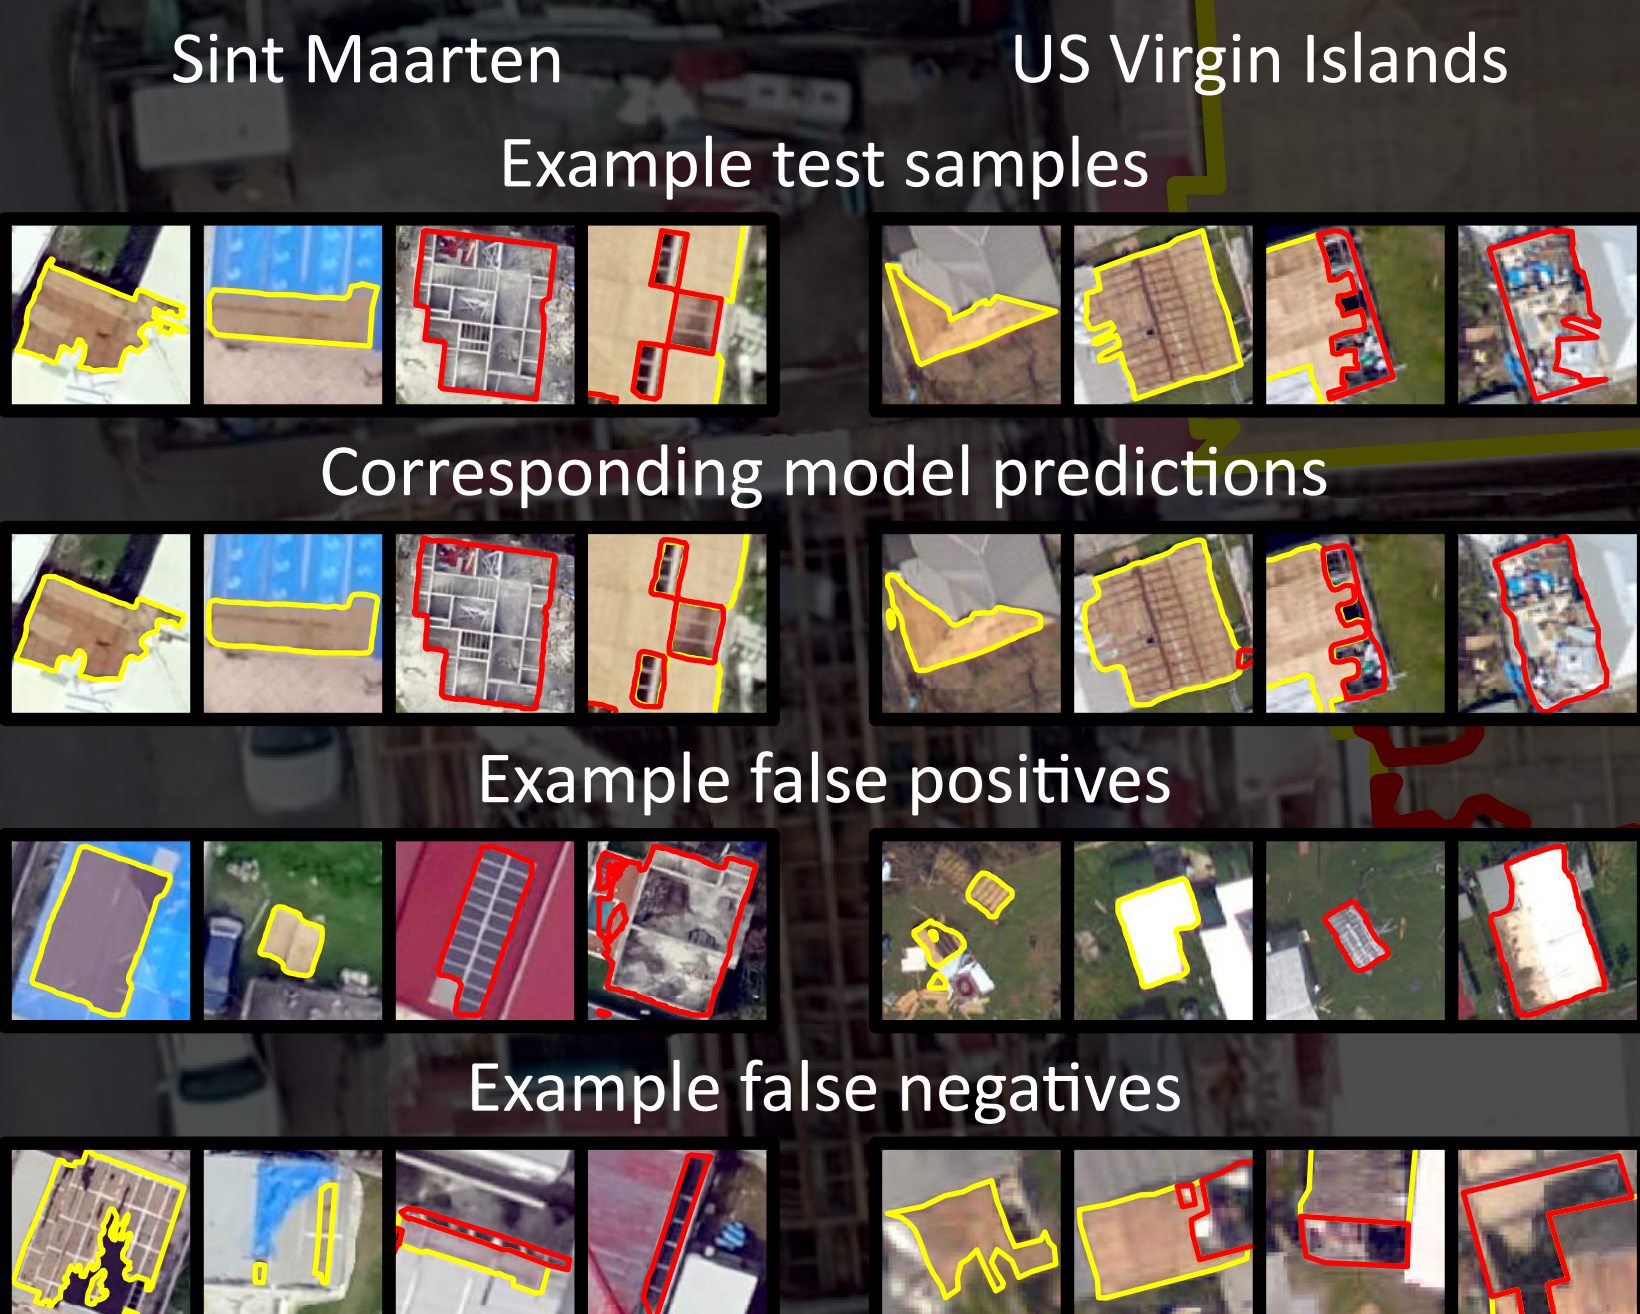 Sint Maarten
US Virgin Islands
Example test samples
Corresponding model predictions
Example false positives
Example false negatives